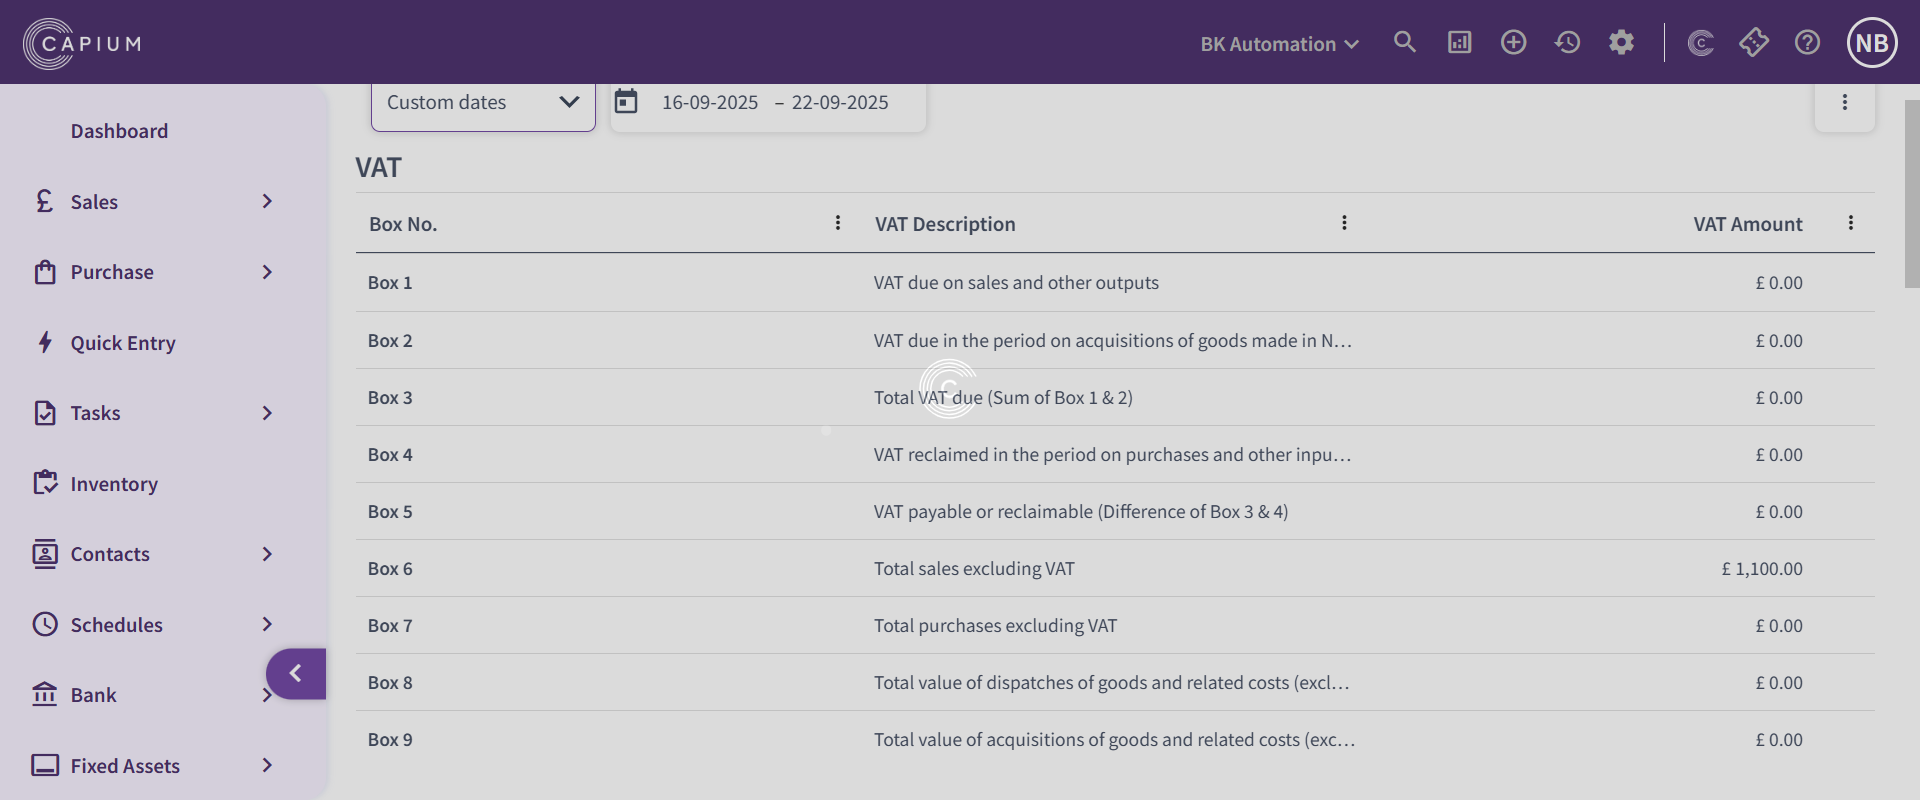 CAPIUM
BK Automation
NB
Custom dates
16-09-2025 – 22-09-2025
Dashboard
Sales
Purchase
Quick Entry
Tasks
Inventory
Contacts
Schedules
Bank
Fixed Assets
VAT
Box No. VAT Description VAT Amount
Box 1 VAT due on sales and other outputs £ 0.00
Box 2 VAT due in the period on acquisitions of goods made in N… £ 0.00
Box 3 Total VAT due (Sum of Box 1 & 2) £ 0.00
Box 4 VAT reclaimed in the period on purchases and other inpu… £ 0.00
Box 5 VAT payable or reclaimable (Difference of Box 3 & 4) £ 0.00
Box 6 Total sales excluding VAT £ 1,100.00
Box 7 Total purchases excluding VAT £ 0.00
Box 8 Total value of dispatches of goods and related costs (excl… £ 0.00
Box 9 Total value of acquisitions of goods and related costs (exc… £ 0.00